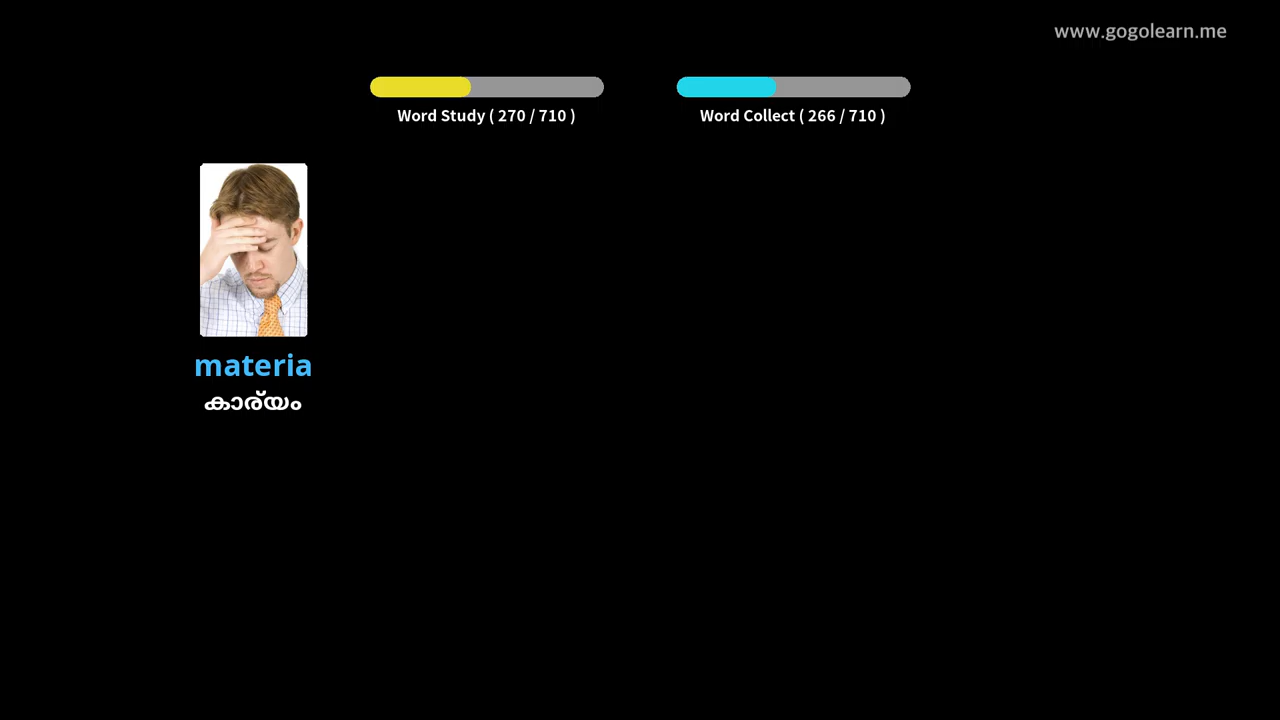 www.gogolearn.me
Word Study ( 270 / 710 )
Word Collect ( 266 / 710 )
materia
കാര്യം